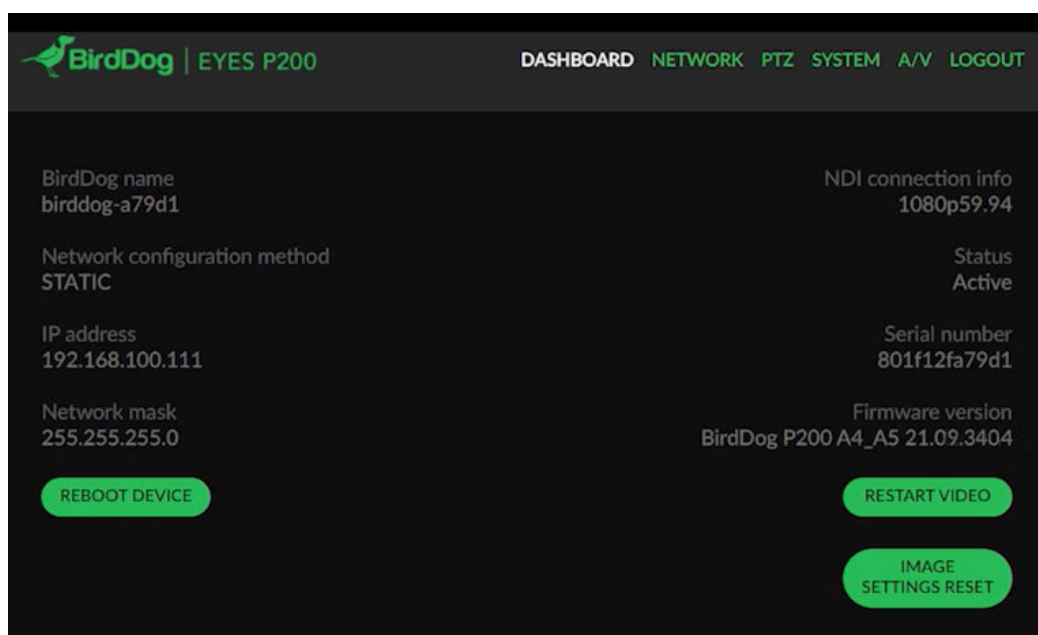 BirdDog | EYES P200
DASHBOARD NETWORK PTZ SYSTEM A/V LOGOUT
BirdDog name
birddog-a79d1
Network configuration method
STATIC
IP address
192.168.100.111
Network mask
255.255.255.0
REBOOT DEVICE
NDI connection info
1080p59.94
Status
Active
Serial number
801f12fa79d1
Firmware version
BirdDog P200 A4_A5 21.09.3404
RESTART VIDEO
IMAGE
SETTINGS RESET